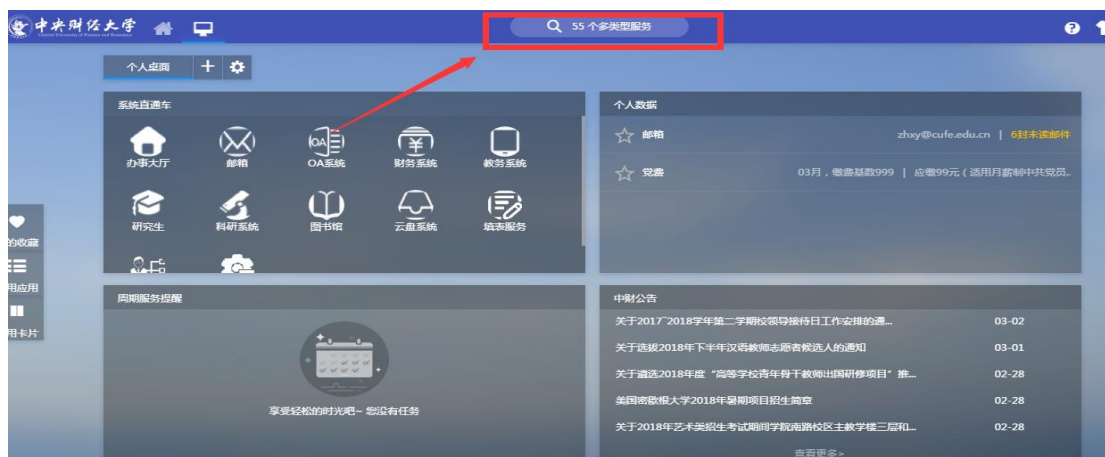 中央财经大学
Central University of Finance and Economics
55 个多类型服务
个人桌面
系统直通车
办事大厅
邮箱
OA
OA系统
财务系统
教务系统
研究生
科研系统
图书馆
云盘系统
填表服务
个人数据
邮箱
zhxy@cufe.edu.cn | 6封未读邮件
党费
03月，缴费基数999 | 应缴99元 ( 适用月薪制中共党员..
的收藏
用应用
用卡片
周期服务提醒
享受轻松的时光吧~ 您没有任务
中财公告
关于2017~2018学年第二学期校领导接待日工作安排的通... 03-02
关于选拔2018年下半年汉语教师志愿者候选人的通知 03-01
关于遴选2018年度“高等学校青年骨干教师出国研修项目”推... 02-28
美国密歇根大学2018年暑期项目招生简章 02-28
关于2018年艺术类招生考试期间学院南路校区主教学楼三层和... 02-28
查看更多>